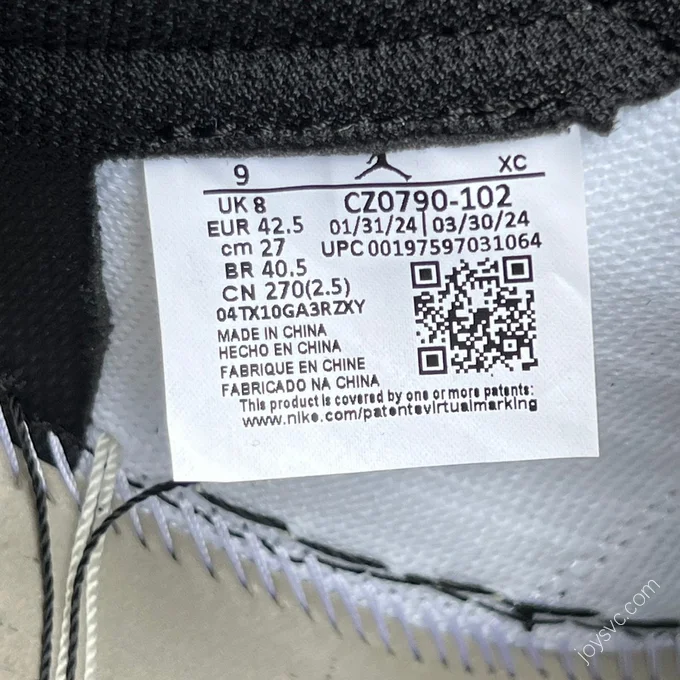 9 XC
UK 8 CZ0790-102
EUR 42.5 01/31/24 | 03/30/24
cm 27 UPC 00197597031064
BR 40.5
CN 270(2.5)
04TX10GA3RZXY
MADE IN CHINA
HECHO EN CHINA
FABRIQUE EN CHINE
FABRICADO NA CHINA
This product is covered by one or more patents:
www.nike.com/patentsvirtualmarking
joysvc.com